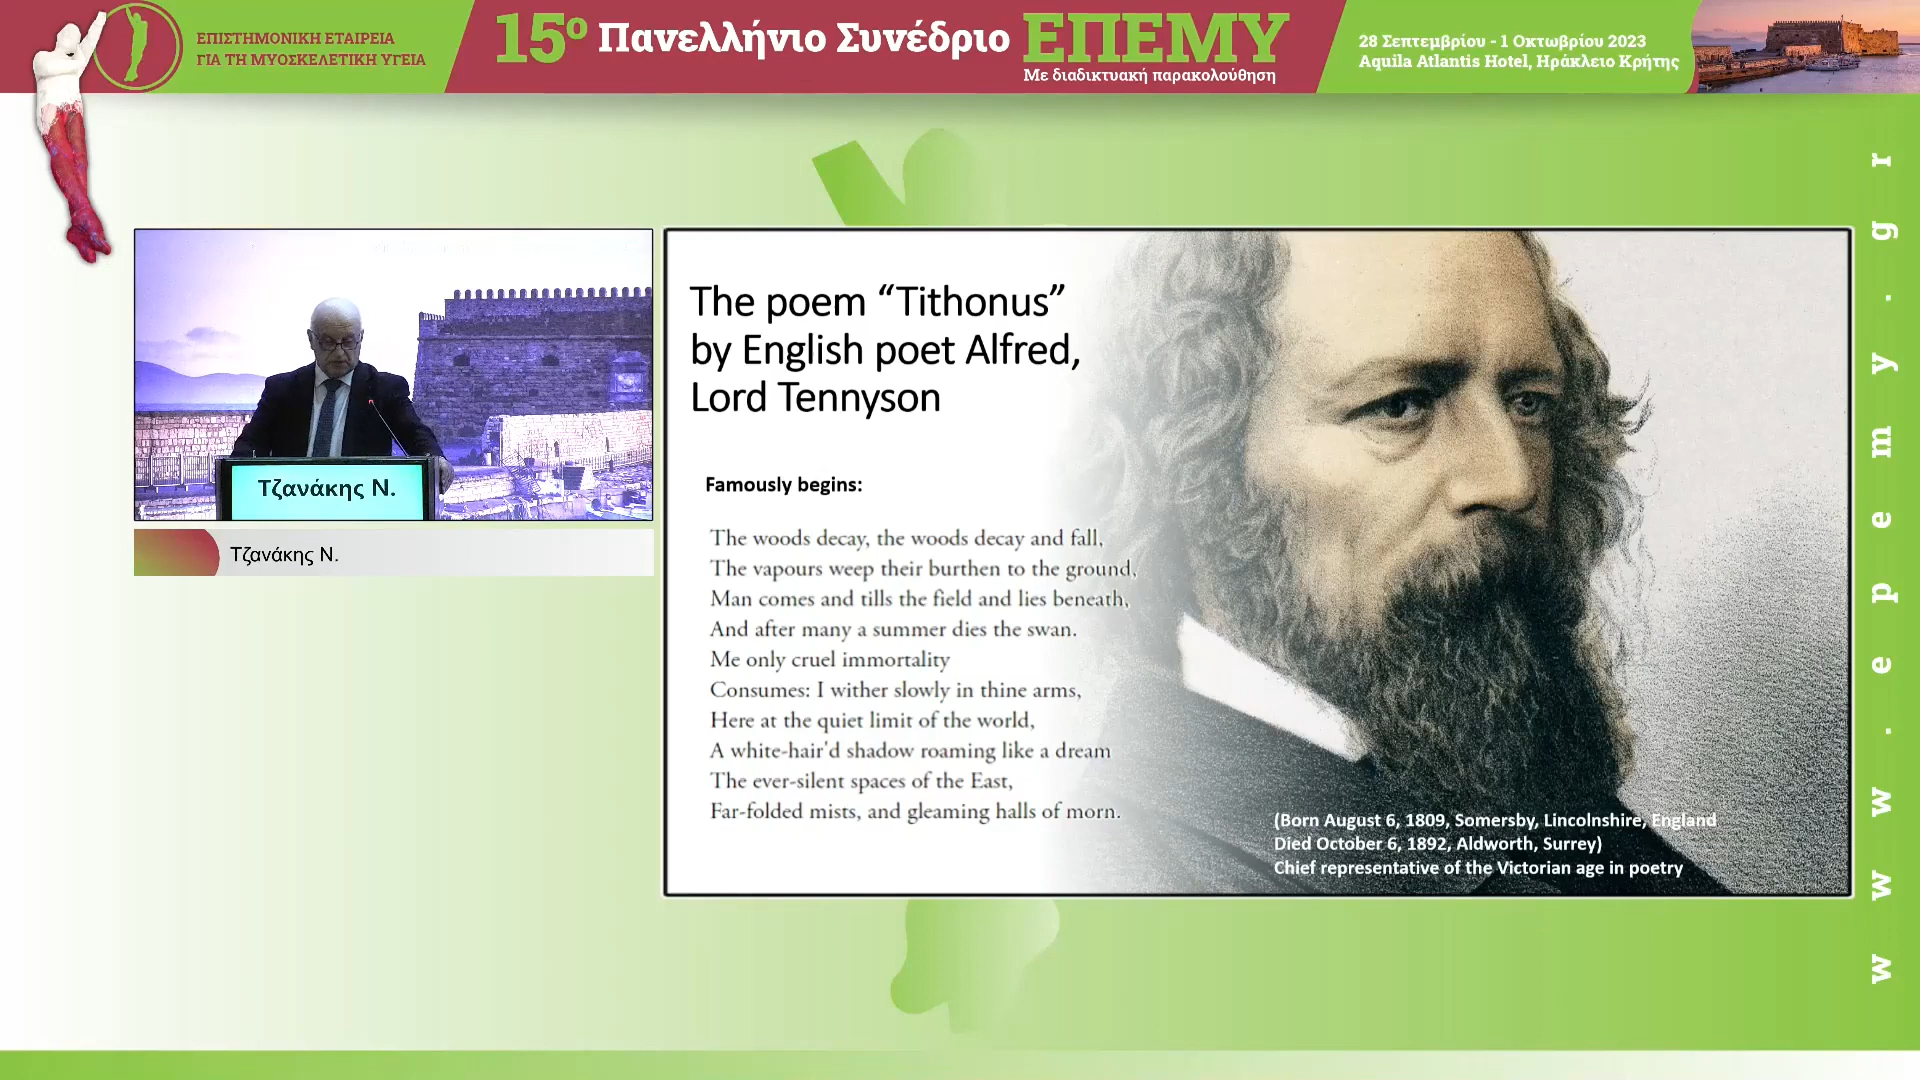 ΕΠΙΣΤΗΜΟΝΙΚΗ ΕΤΑΙΡΕΙΑ
ΓΙΑ ΤΗ ΜΥΟΣΚΕΛΕΤΙΚΗ ΥΓΕΙΑ
15ο Πανελλήνιο Συνέδριο ΕΠΕΜΥ
Με διαδικτυακή παρακολούθηση
28 Σεπτεμβρίου - 1 Οκτωβρίου 2023
Aquila Atlantis Hotel, Ηράκλειο Κρήτης
Τζανάκης Ν.
Τζανάκης Ν.
The poem “Tithonus”
by English poet Alfred,
Lord Tennyson
Famously begins:
The woods decay, the woods decay and fall,
The vapours weep their burthen to the ground,
Man comes and tills the field and lies beneath,
And after many a summer dies the swan.
Me only cruel immortality
Consumes: I wither slowly in thine arms,
Here at the quiet limit of the world,
A white-hair'd shadow roaming like a dream
The ever-silent spaces of the East,
Far-folded mists, and gleaming halls of morn.
(Born August 6, 1809, Somersby, Lincolnshire, England
Died October 6, 1892, Aldworth, Surrey)
Chief representative of the Victorian age in poetry
www.epemy.gr